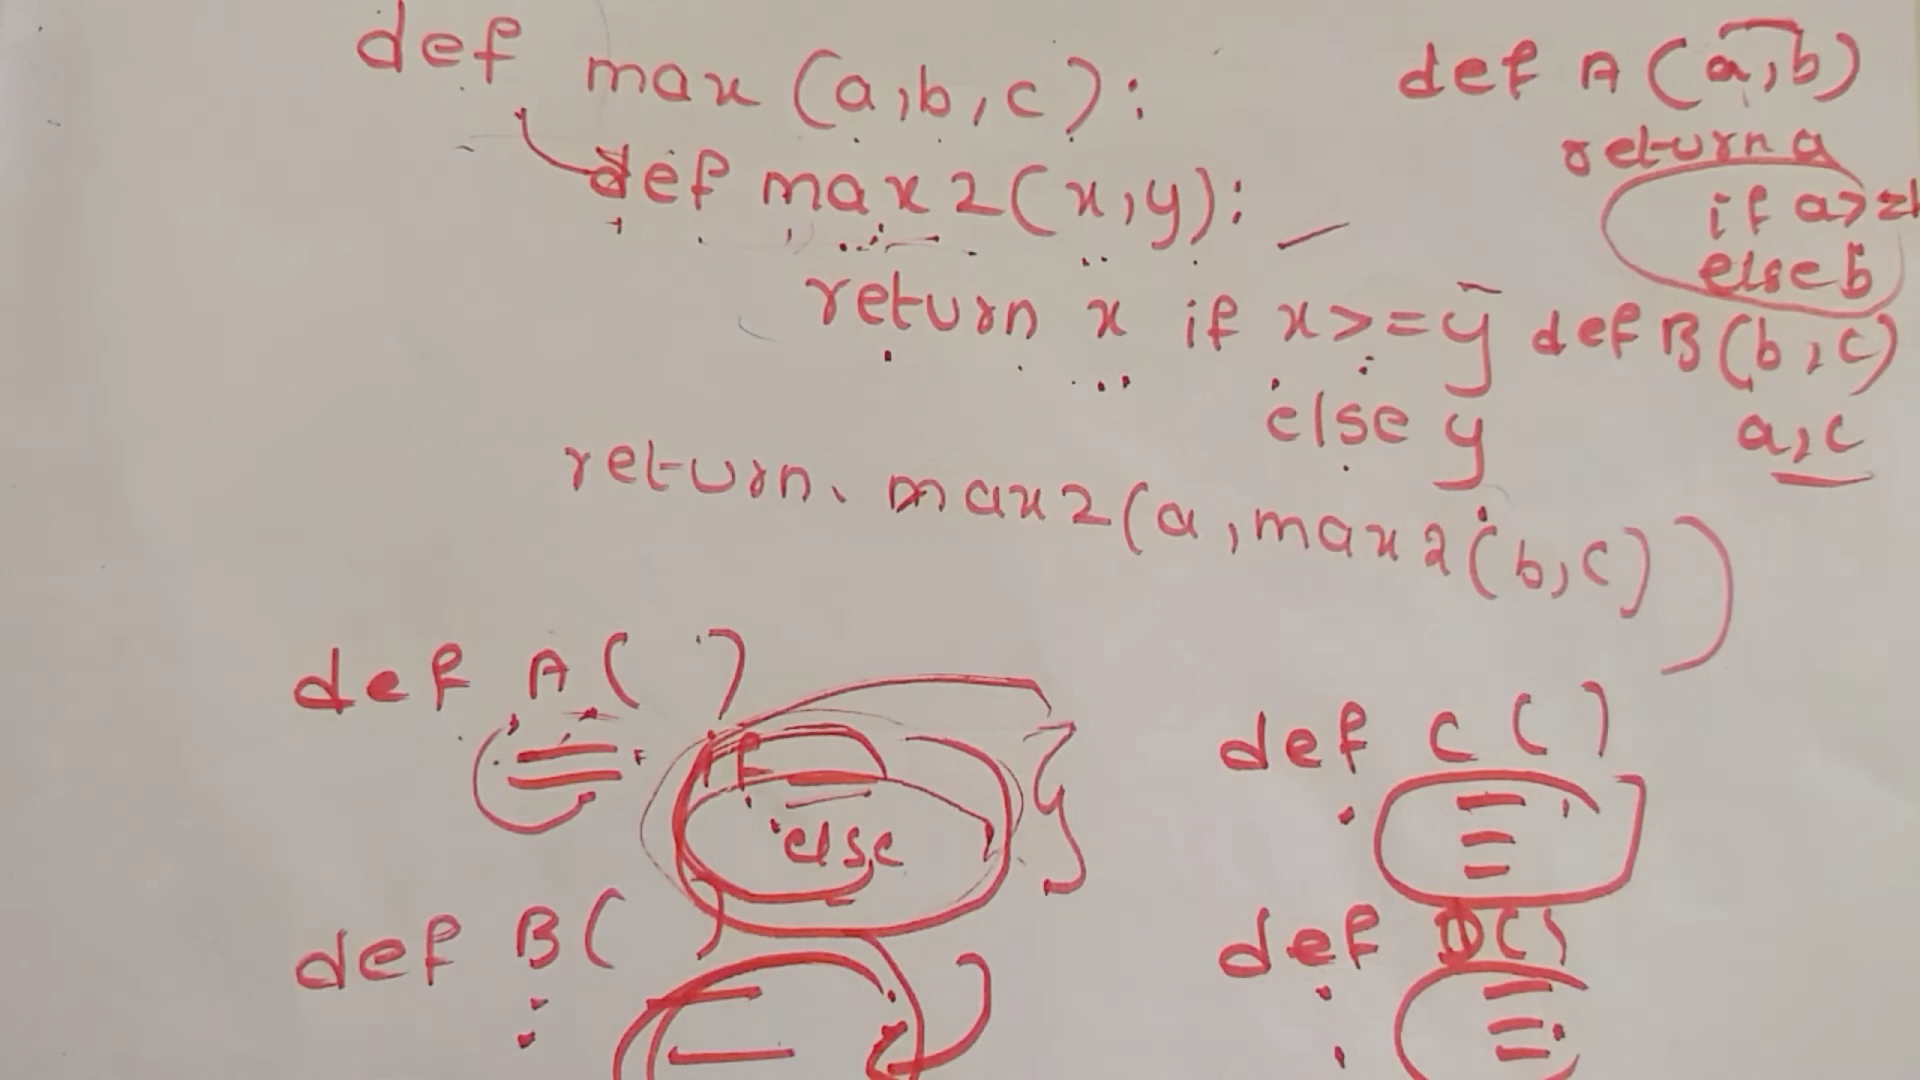 def max (a,b,c):
def max2(x,y):
return x if x>=y
else y
return max2(a,max2(b,c))
def A(a,b)
return a
if a>=
else b
def B(b,c)
a,c
def A( )
if
else
def B( )
def C ()
def D()